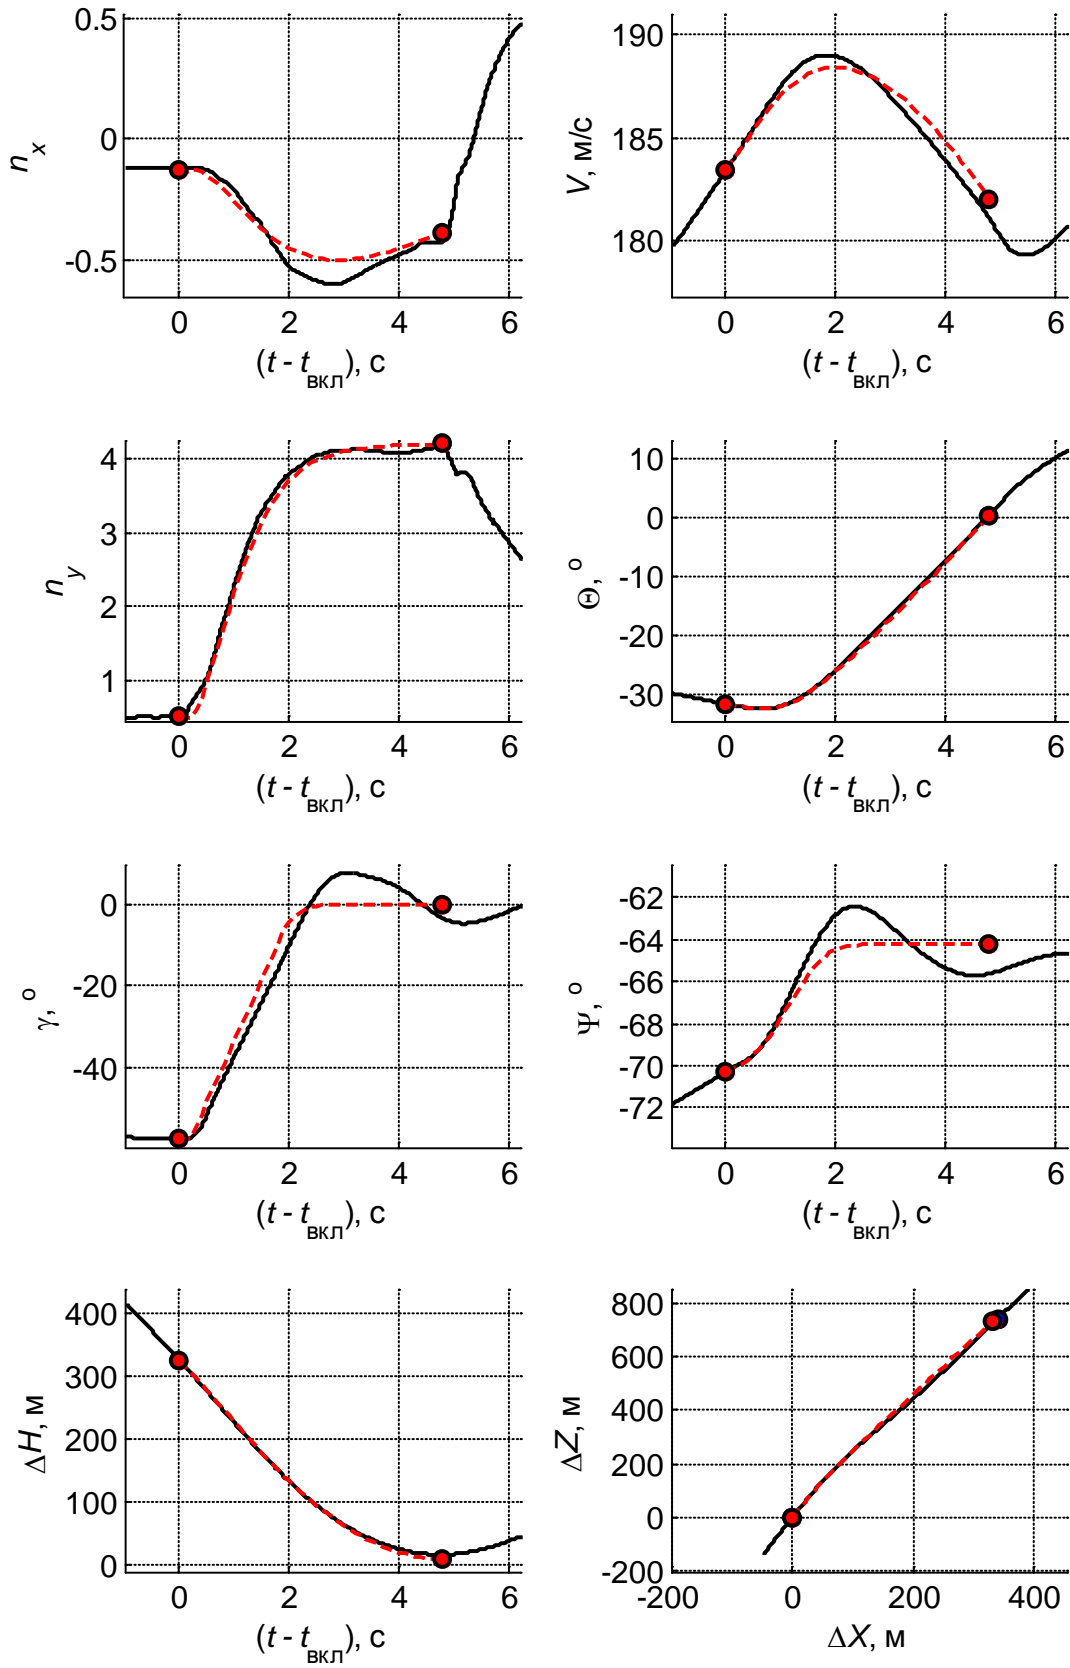 0.5
0
-0.5
n_x
0 2 4 6
(t - t_вкл), с
190
185
180
V, м/с
0 2 4 6
(t - t_вкл), с
4
3
2
1
n_y
0 2 4 6
(t - t_вкл), с
10
0
-10
-20
-30
Θ, °
0 2 4 6
(t - t_вкл), с
0
-20
-40
γ, °
0 2 4 6
(t - t_вкл), с
-62
-64
-66
-68
-70
-72
Ψ, °
0 2 4 6
(t - t_вкл), с
400
300
200
100
0
ΔH, м
0 2 4 6
(t - t_вкл), с
800
600
400
200
0
-200
ΔZ, м
-200 0 200 400
ΔX, м